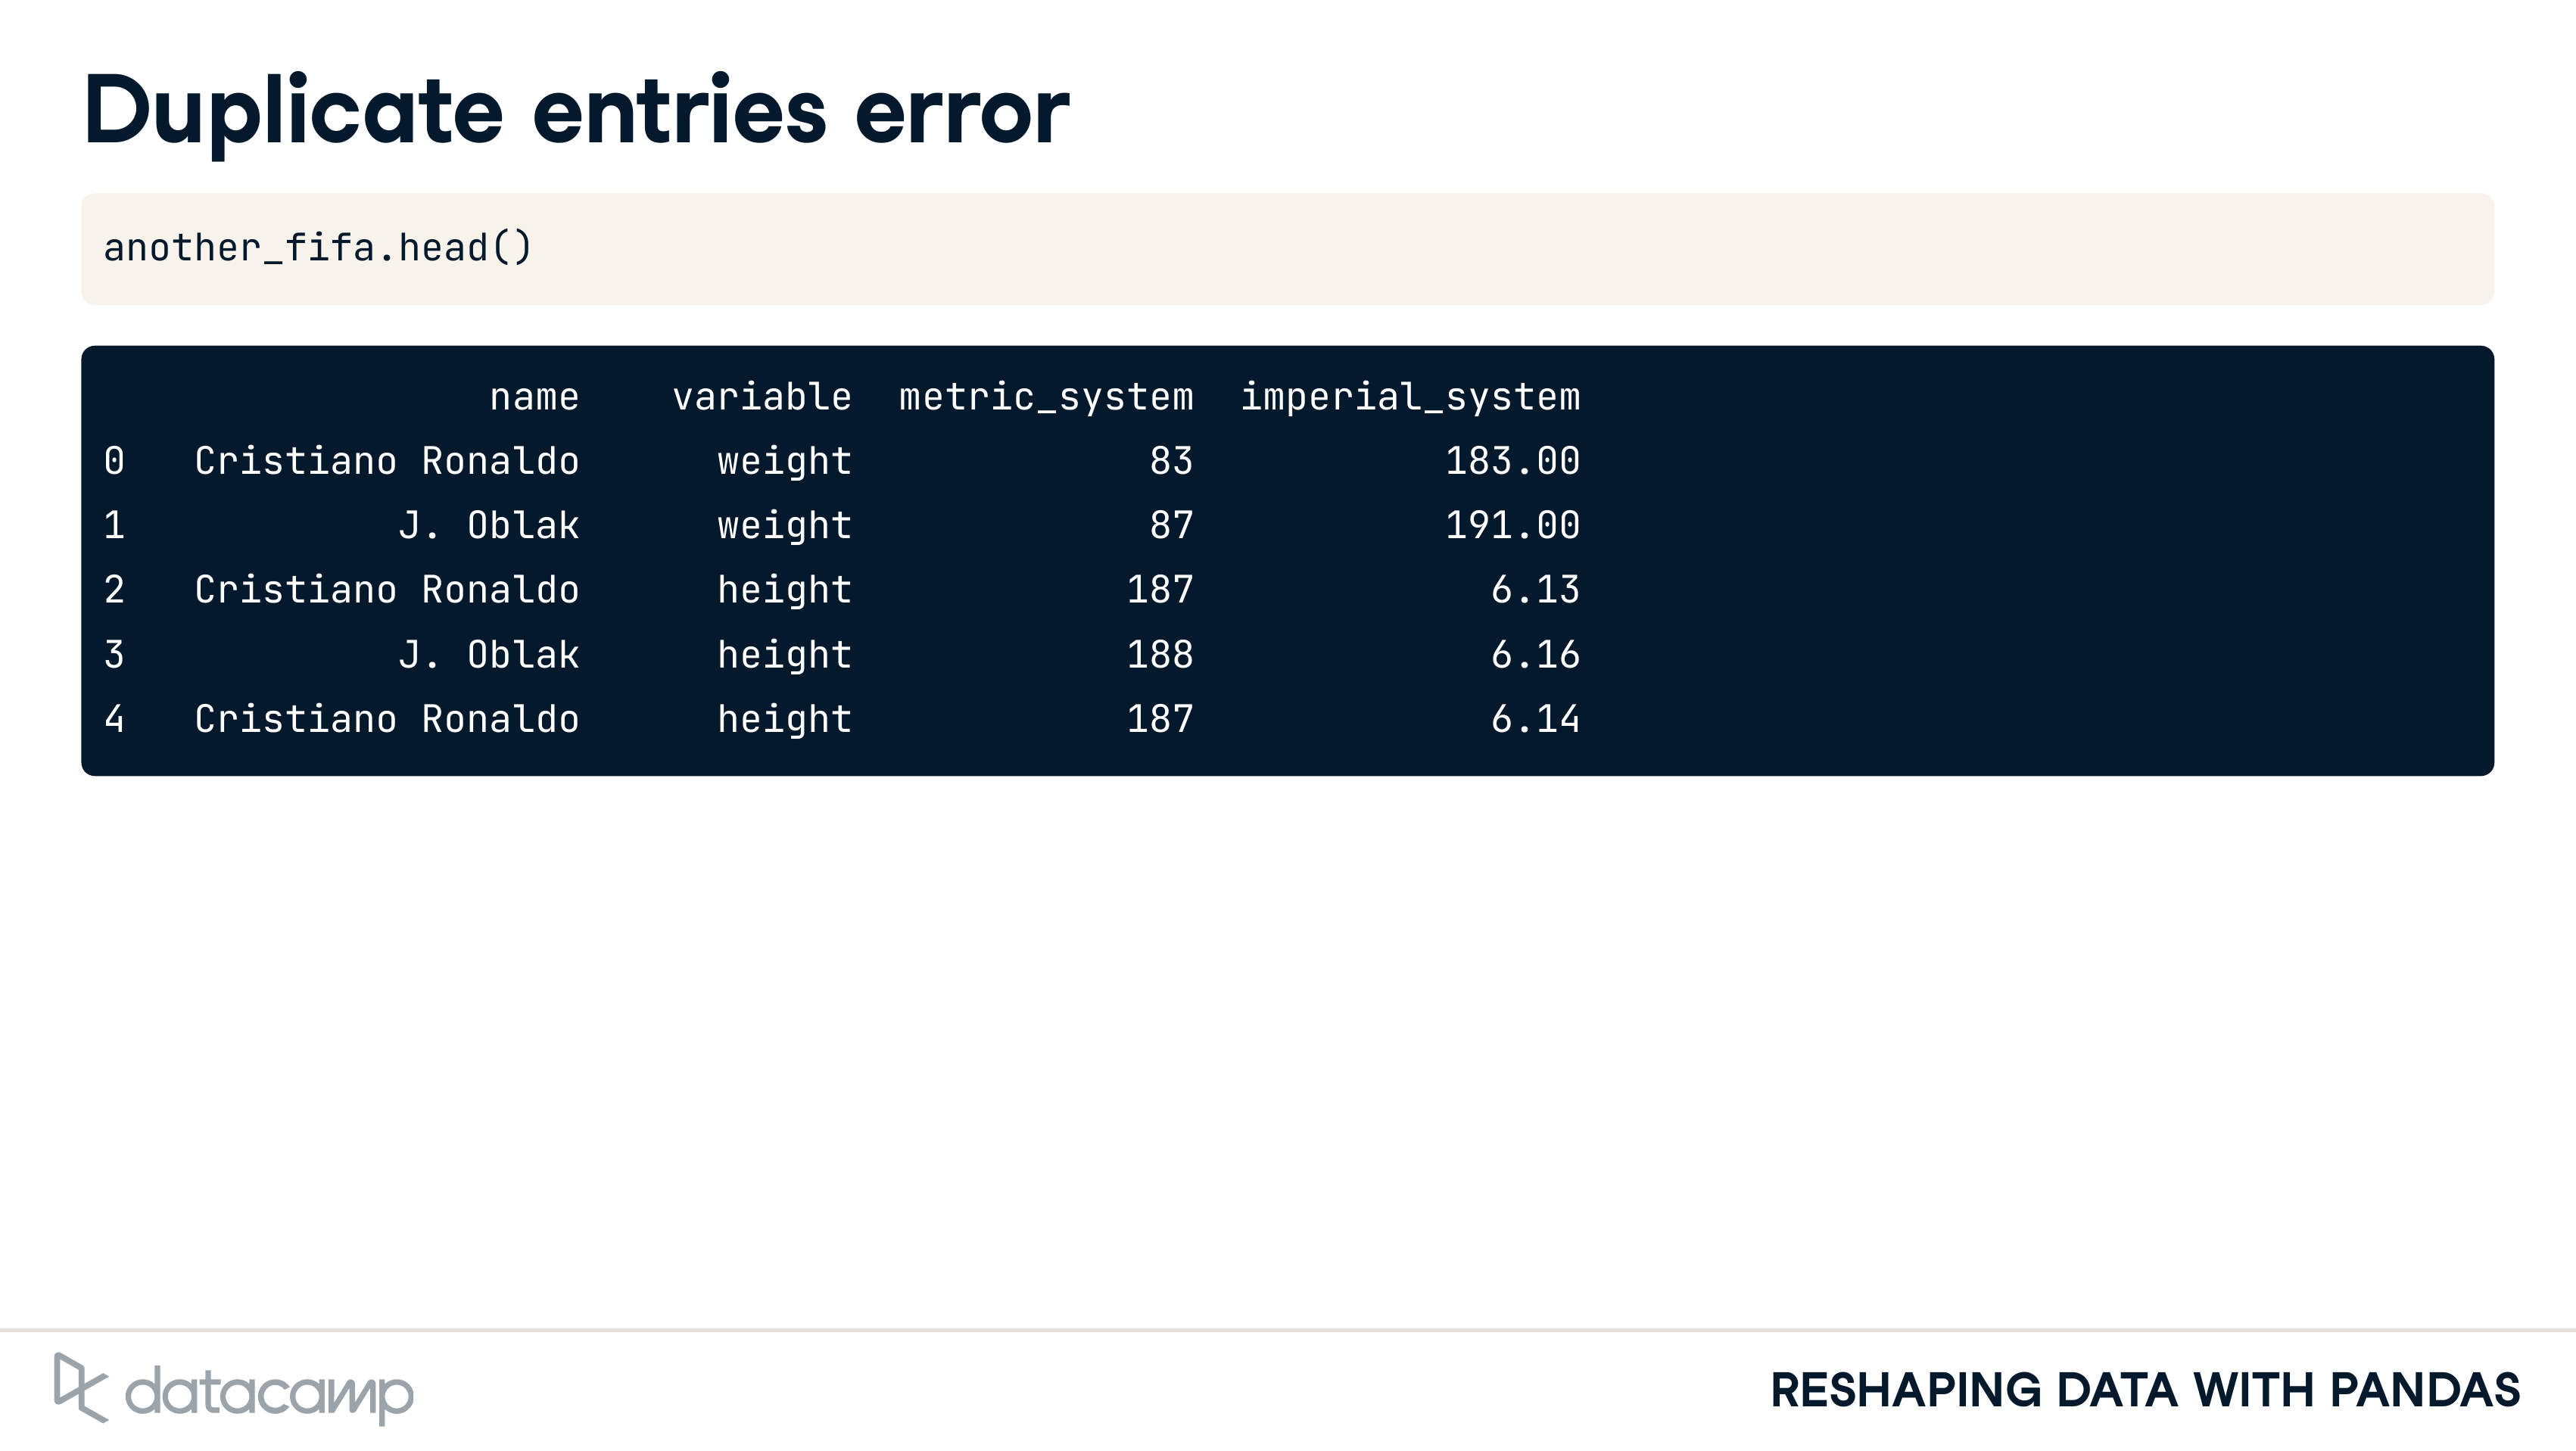 Duplicate entries error
another_fifa.head()
name variable metric_system imperial_system
0 Cristiano Ronaldo weight 83 183.00
1 J. Oblak weight 87 191.00
2 Cristiano Ronaldo height 187 6.13
3 J. Oblak height 188 6.16
4 Cristiano Ronaldo height 187 6.14
datacamp
RESHAPING DATA WITH PANDAS